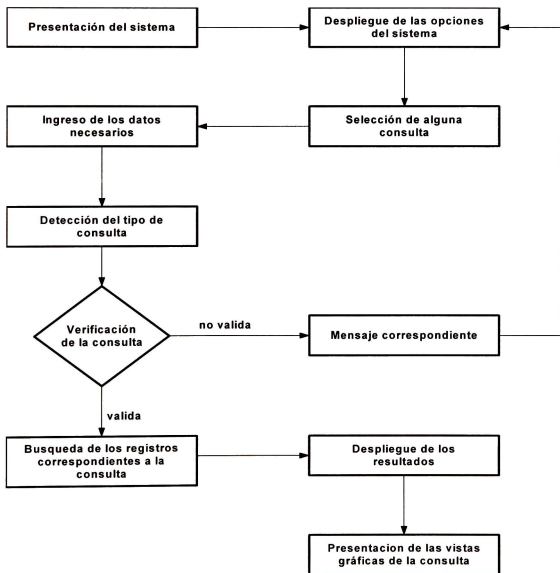 Presentación del sistema
Despliegue de las opciones
del sistema
Ingreso de los datos
necesarios
Selección de alguna
consulta
Detección del tipo de
consulta
Verificación
de la consulta
no valida
Mensaje correspondiente
valida
Busqueda de los registros
correspondientes a la
consulta
Despliegue de los
resultados
Presentacion de las vistas
gráficas de la consulta